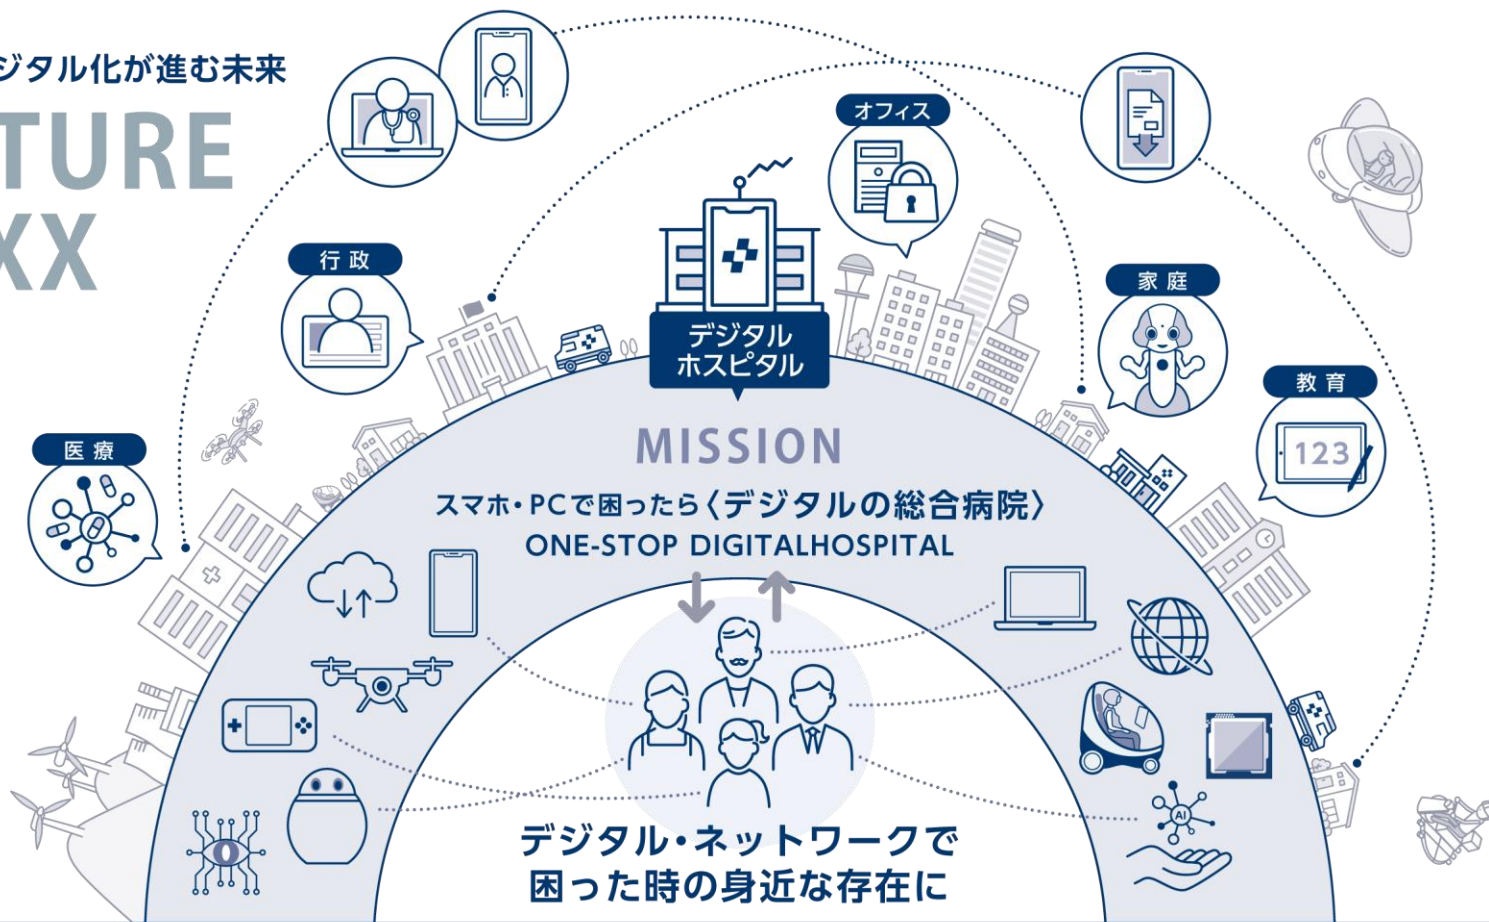 ジタル化が進む未来
TURE
XX
オフィス
行政
家庭
教育
医療
デジタル
ホスピタル
MISSION
スマホ・PCで困ったら〈デジタルの総合病院〉
ONE-STOP DIGITALHOSPITAL
123
AI
デジタル・ネットワークで
困った時の身近な存在に